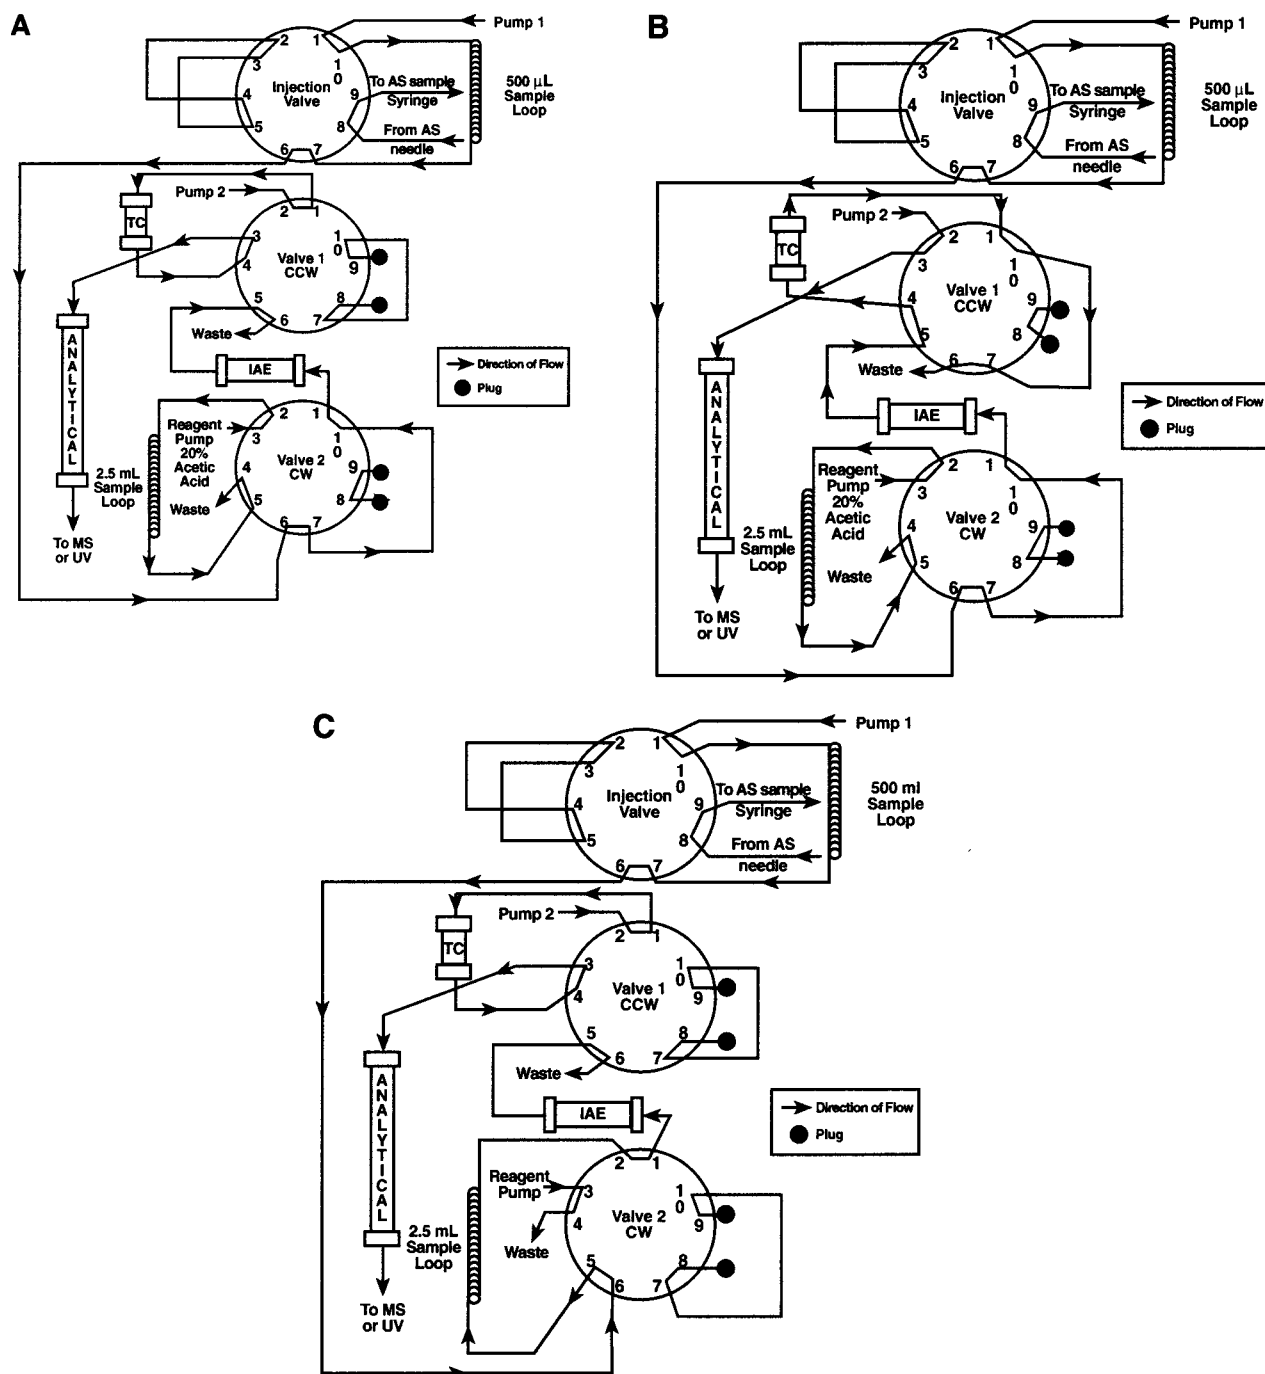 A
Pump 1
2
1
3
1
0
Injection
Valve
To AS sample
Syringe
9
500 µL
Sample
Loop
4
5
8
From AS
needle
6
7
Pump 2
2
1
TC
3
1
0
Valve 1
CCW
4
9
5
8
6
7
Waste
ANALYTICAL
IAE
Direction of Flow
Plug
2
1
Reagent
Pump
20%
Acetic
Acid
3
1
0
Valve 2
CW
4
9
2.5 mL
Sample
Loop
5
8
Waste
6
7
To MS
or UV
B
Pump 1
2
1
3
1
0
Injection
Valve
To AS sample
Syringe
9
500 µL
Sample
Loop
4
5
8
From AS
needle
6
7
Pump 2
2
1
TC
3
1
0
Valve 1
CCW
4
9
5
8
6
7
Waste
ANALYTICAL
IAE
Direction of Flow
Plug
2
1
Reagent
Pump
20%
Acetic
Acid
3
1
0
Valve 2
CW
4
9
2.5 mL
Sample
Loop
5
8
Waste
6
7
To MS
or UV
C
Pump 1
2
1
3
1
0
Injection
Valve
To AS sample
Syringe
9
500 ml
Sample
Loop
4
5
8
From AS
needle
6
7
Pump 2
2
1
TC
3
1
0
Valve 1
CCW
4
9
5
8
6
7
Waste
ANALYTICAL
IAE
Direction of Flow
Plug
2
1
Reagent
Pump
3
1
0
Valve 2
CW
4
9
2.5 mL
Sample
Loop
Waste
5
8
6
7
To MS
or UV